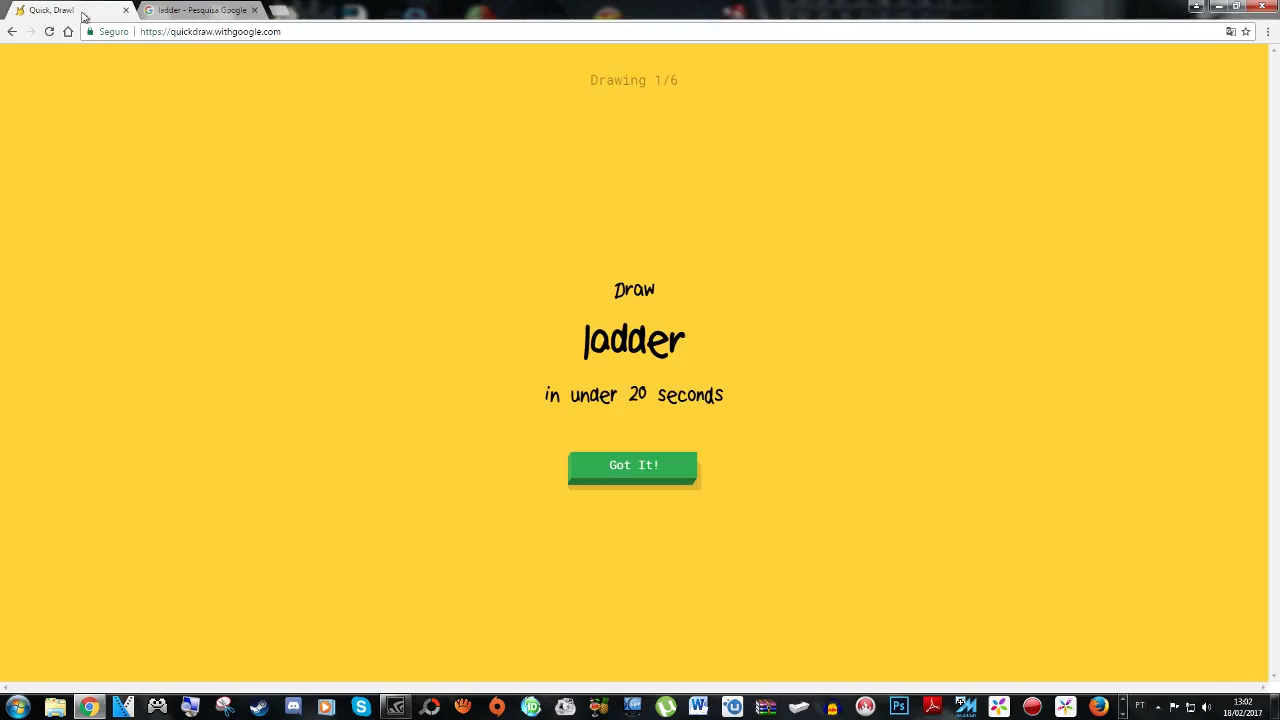 Quick, Draw!
ladder - Pesquisa Google
Seguro
https://quickdraw.withgoogle.com
Drawing 1/6
Draw
ladder
in under 20 seconds
Got It!
PT
13:02
18/02/2017